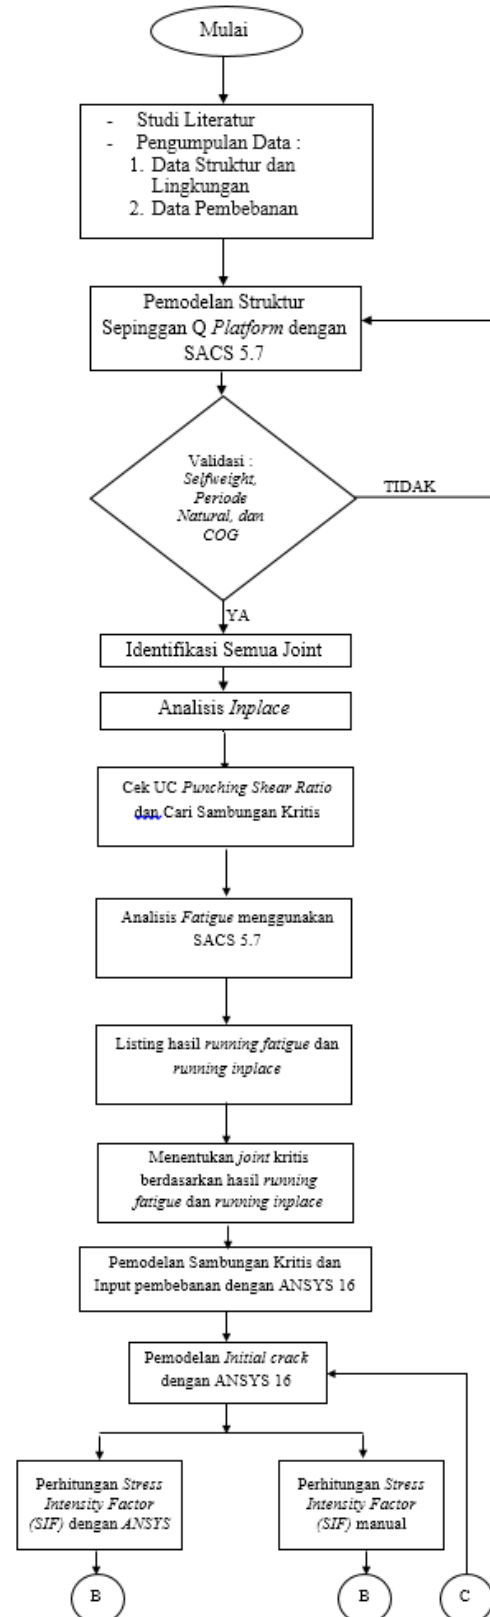 Mulai
- Studi Literatur
- Pengumpulan Data :
1. Data Struktur dan
Lingkungan
2. Data Pembebanan
Pemodelan Struktur
Sepinggan Q Platform dengan
SACS 5.7
Validasi :
Selfweight,
Periode
Natural, dan
COG
TIDAK
YA
Identifikasi Semua Joint
Analisis Inplace
Cek UC Punching Shear Ratio
dan Cari Sambungan Kritis
Analisis Fatigue menggunakan
SACS 5.7
Listing hasil running fatigue dan
running inplace
Menentukan joint kritis
berdasarkan hasil running
fatigue dan running inplace
Pemodelan Sambungan Kritis dan
Input pembebanan dengan ANSYS 16
Pemodelan Initial crack
dengan ANSYS 16
Perhitungan Stress
Intensity Factor
(SIF) dengan ANSYS
Perhitungan Stress
Intensity Factor
(SIF) manual
B
B
C